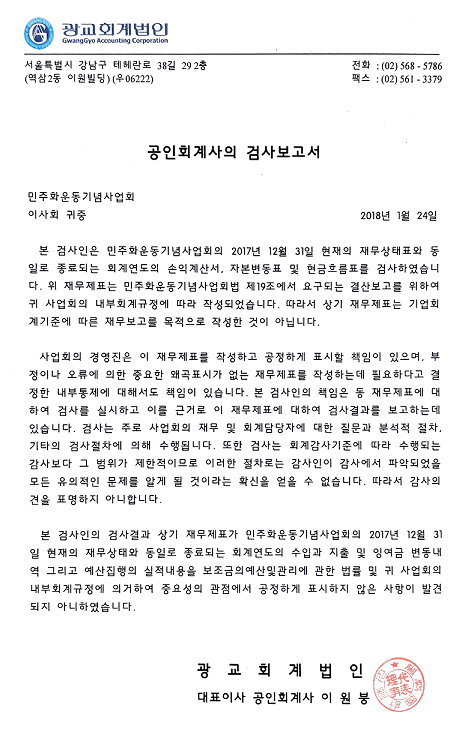 광교회계법인
GwangGyo Accounting Corporation
서울특별시 강남구 테헤란로 38길 29 2층
(역삼2동 이원빌딩) (우06222)
전화 : (02) 568 - 5786
팩스 : (02) 561 - 3379
공인회계사의 검사보고서
민주화운동기념사업회
이사회 귀중
2018년 1월 24일
본 검사인은 민주화운동기념사업회의 2017년 12월 31일 현재의 재무상태표와 동
일로 종료되는 회계연도의 손익계산서, 자본변동표 및 현금흐름표를 검사하였습니
다. 위 재무제표는 민주화운동기념사업회법 제19조에서 요구되는 결산보고를 위하여
귀 사업회의 내부회계규정에 따라 작성되었습니다. 따라서 상기 재무제표는 기업회
계기준에 따른 재무보고를 목적으로 작성한 것이 아닙니다.
사업회의 경영진은 이 재무제표를 작성하고 공정하게 표시할 책임이 있으며, 부
정이나 오류에 의한 중요한 왜곡표시가 없는 재무제표를 작성하는데 필요하다고 결
정한 내부통제에 대해서도 책임이 있습니다. 본 검사인의 책임은 동 재무제표에 대
하여 검사를 실시하고 이를 근거로 이 재무제표에 대하여 검사결과를 보고하는데
있습니다. 검사는 주로 사업회의 재무 및 회계담당자에 대한 질문과 분석적 절차,
기타의 검사절차에 의해 수행됩니다. 또한 검사는 회계감사기준에 따라 수행되는
감사보다 그 범위가 제한적이므로 이러한 절차로는 감사인이 감사에서 파악되었을
모든 유의적인 문제를 알게 될 것이라는 확신을 얻을 수 없습니다. 따라서 감사의
견을 표명하지 아니합니다.
본 검사인의 검사결과 상기 재무제표가 민주화운동기념사업회의 2017년 12월 31
일 현재의 재무상태와 동일로 종료되는 회계연도의 수입과 지출 및 잉여금 변동내
역 그리고 예산집행의 실적내용을 보조금의예산및관리에 관한 법률 및 귀 사업회의
내부회계규정에 의거하여 중요성의 관점에서 공정하게 표시하지 않은 사항이 발견
되지 아니하였습니다.
광 교 회 계 법 인
대표이사 공인회계사 이 원 봉